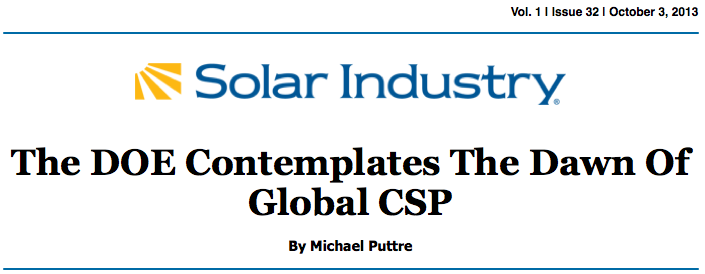 Vol. 1 I Issue 32 I October 3, 2013
Solar Industry®
The DOE Contemplates The Dawn Of
Global CSP
By Michael Puttre